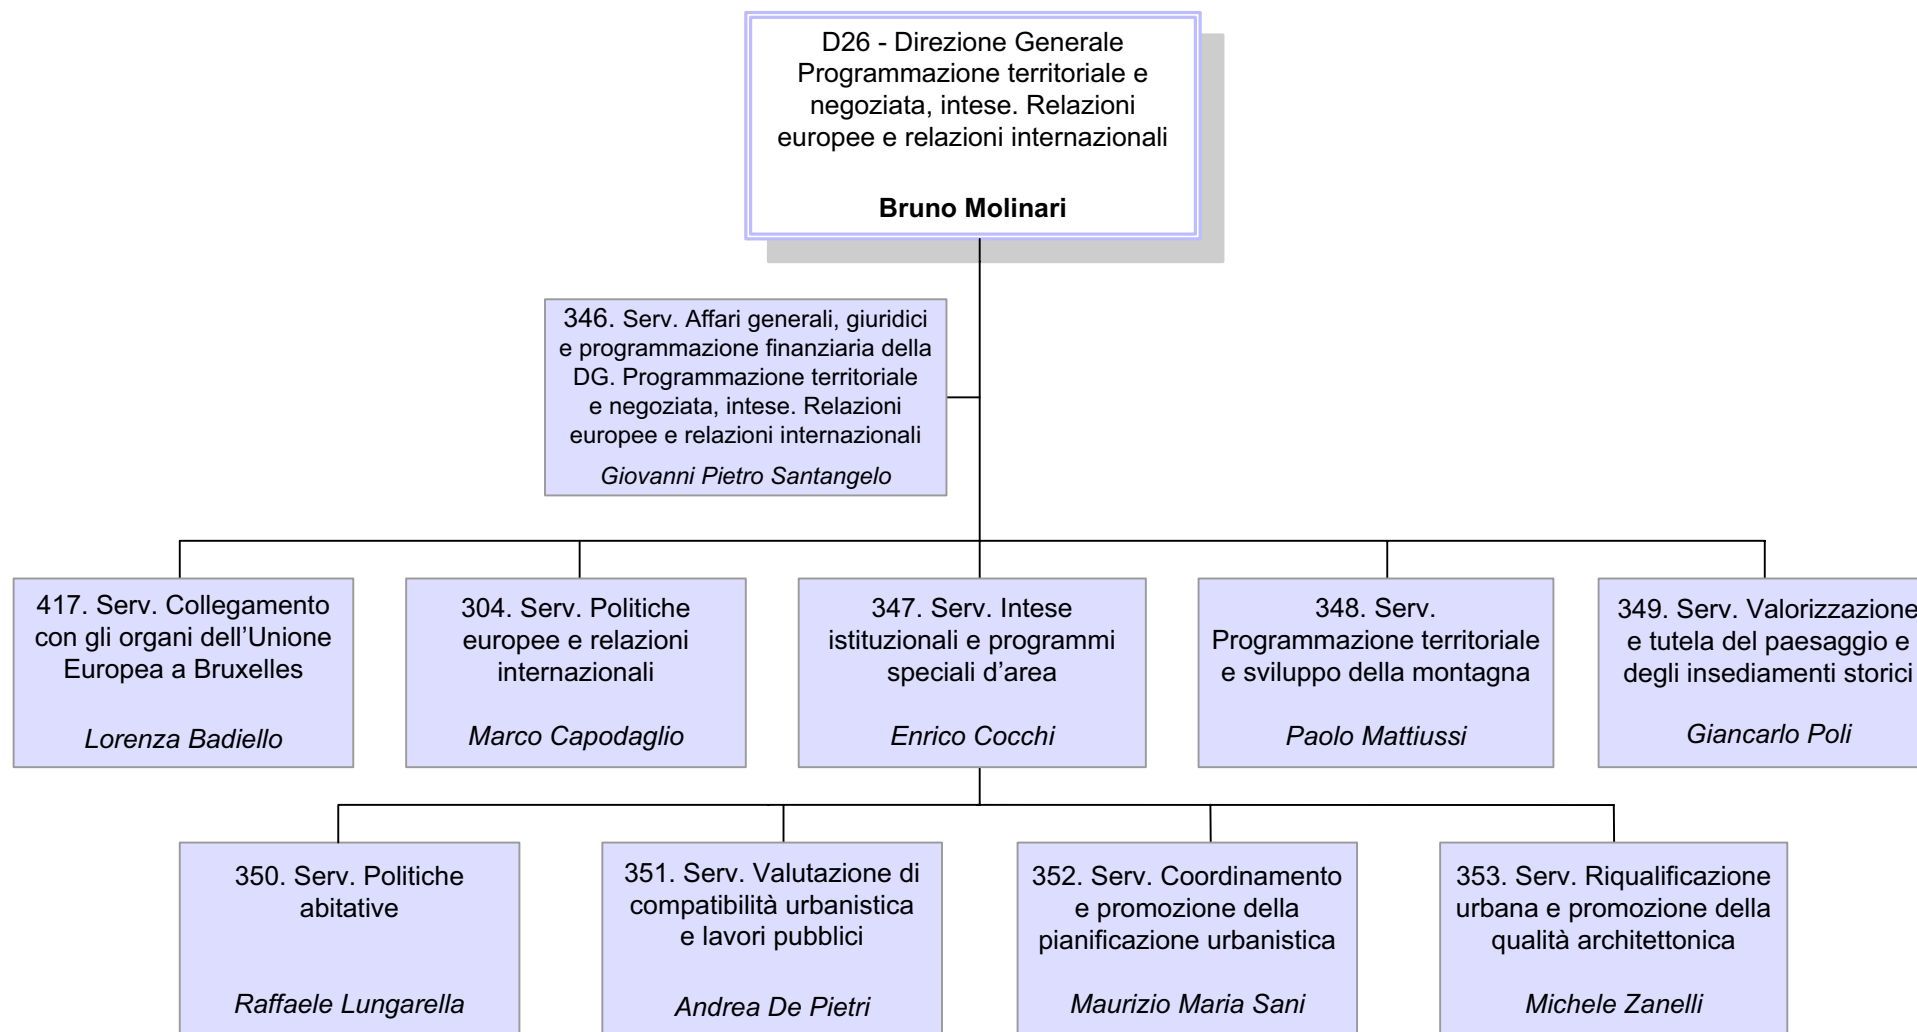 D26 - Direzione Generale
Programmazione territoriale e
negoziata, intese. Relazioni
europee e relazioni internazionali
Bruno Molinari
346. Serv. Affari generali, giuridici
e programmazione finanziaria della
DG. Programmazione territoriale
e negoziata, intese. Relazioni
europee e relazioni internazionali
Giovanni Pietro Santangelo
417. Serv. Collegamento
con gli organi dell’Unione
Europea a Bruxelles
Lorenza Badiello
304. Serv. Politiche
europee e relazioni
internazionali
Marco Capodaglio
347. Serv. Intese
istituzionali e programmi
speciali d’area
Enrico Cocchi
348. Serv.
Programmazione territoriale
e sviluppo della montagna
Paolo Mattiussi
349. Serv. Valorizzazione
e tutela del paesaggio e
degli insediamenti storici
Giancarlo Poli
350. Serv. Politiche
abitative
Raffaele Lungarella
351. Serv. Valutazione di
compatibilità urbanistica
e lavori pubblici
Andrea De Pietri
352. Serv. Coordinamento
e promozione della
pianificazione urbanistica
Maurizio Maria Sani
353. Serv. Riqualificazione
urbana e promozione della
qualità architettonica
Michele Zanelli